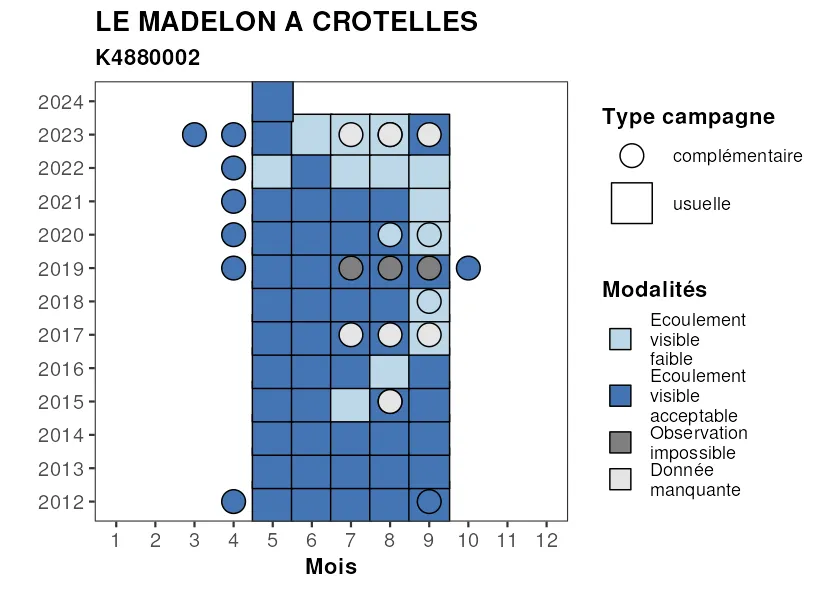 LE MADELON A CROTELLES
K4880002
2024
2023
2022
2021
2020
2019
2018
2017
2016
2015
2014
2013
2012
1 2 3 4 5 6 7 8 9 10 11 12
Mois
Type campagne
complémentaire
usuelle
Modalités
Ecoulement
visible
faible
Ecoulement
visible
acceptable
Observation
impossible
Donnée
manquante